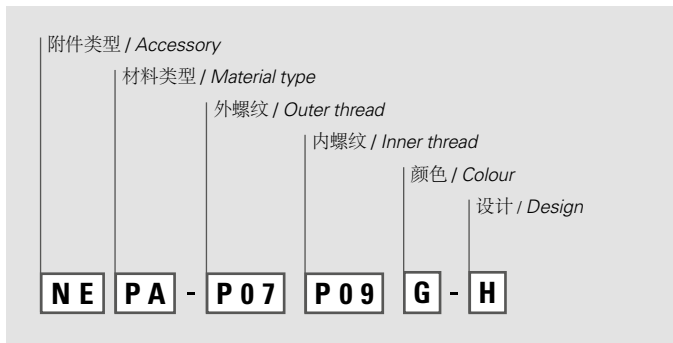 附件类型 / Accessory
材料类型 / Material type
外螺纹 / Outer thread
内螺纹 / Inner thread
颜色 / Colour
设计 / Design
NE PA - P07 P09 G - H